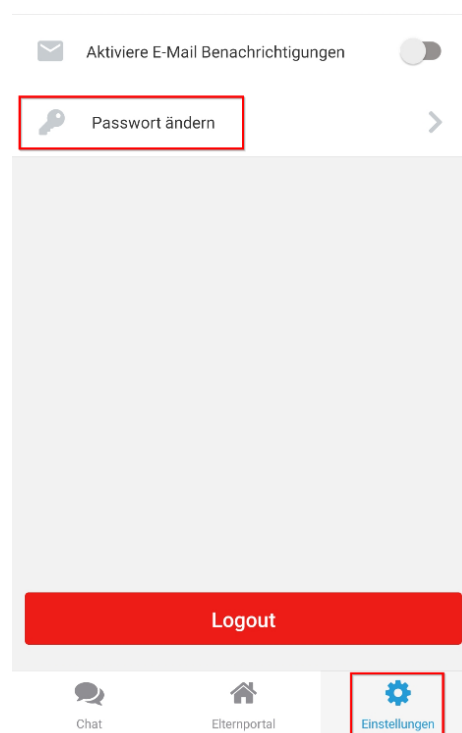 Aktiviere E-Mail Benachrichtigungen
Passwort ändern
Logout
Chat Elternportal Einstellungen